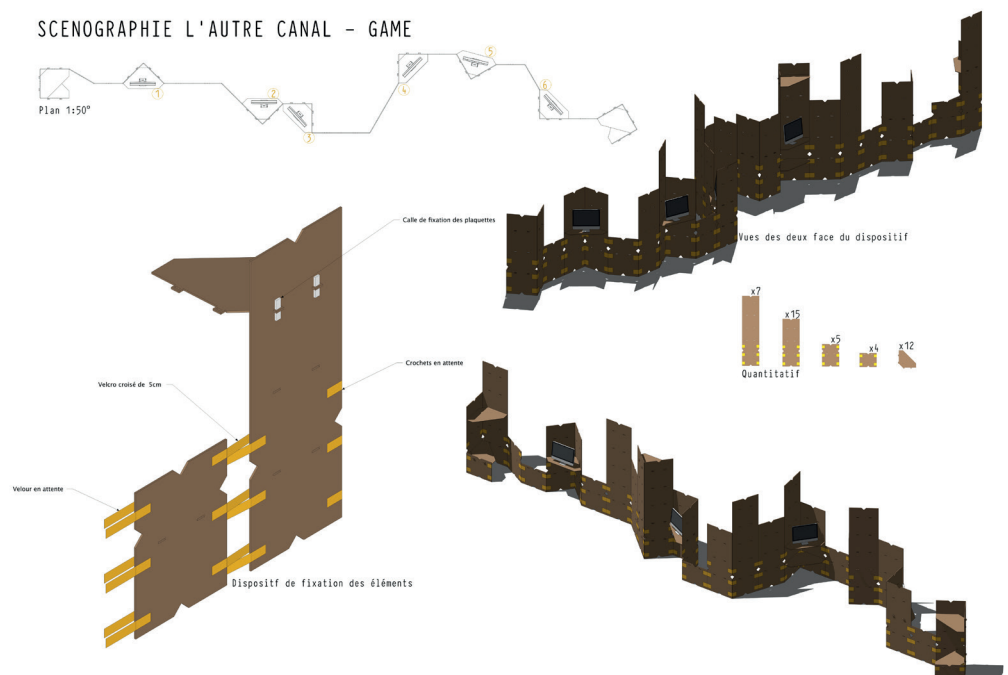 SCENOGRAPHIE L'AUTRE CANAL – GAME
1
2
3
4
5
6
Plan 1:50°
Calle de fixation des plaquettes
Crochets en attente
Velcro croisé de 5cm
Velour en attente
Dispositf de fixation des éléments
Vues des deux face du dispositif
x7
x15
x5
x4
x12
Quantitatif